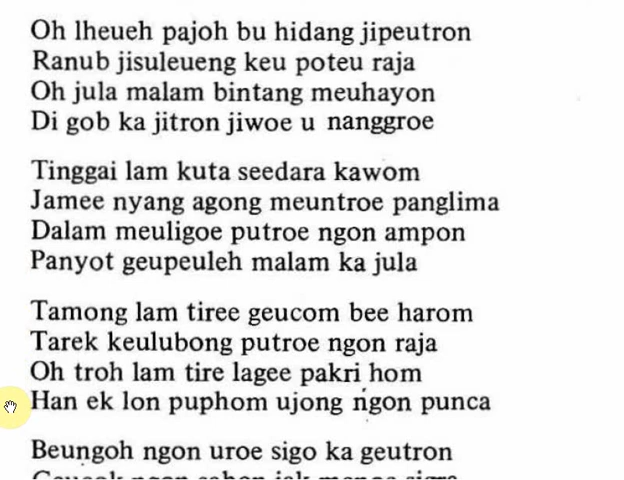 Oh lheueh pajoh bu hidang jipeutron
Ranub jisuleueng keu poteu raja
Oh jula malam bintang meuhayon
Di gob ka jitron jiwoe u nanggroe
Tinggai lam kuta seedara kawom
Jamee nyang agong meuntroe panglima
Dalam meuligoe putroe ngon ampon
Panyot geupeuleh malam ka jula
Tamong lam tiree geucom bee harom
Tarek keulubong putroe ngon raja
Oh troh lam tire lagee pakri hom
Han ek lon puphom ujong ngon punca
Beungoh ngon uroe sigo ka geutron